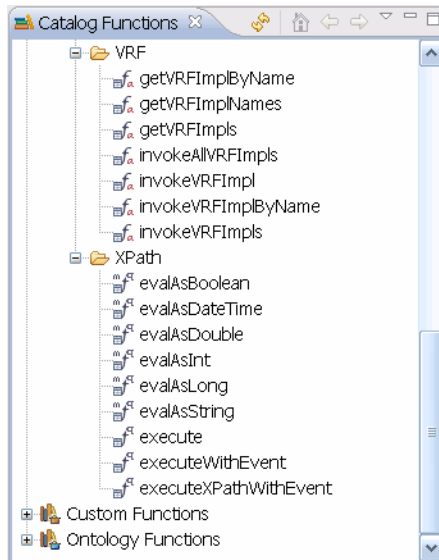 Catalog Functions
VRF
getVRFImplByName
getVRFImplNames
getVRFImpls
invokeAllVRFImpls
invokeVRFImpl
invokeVRFImplByName
invokeVRFImpls
XPath
evalAsBoolean
evalAsDateTime
evalAsDouble
evalAsInt
evalAsLong
evalAsString
execute
executeWithEvent
executeXPathWithEvent
Custom Functions
Ontology Functions